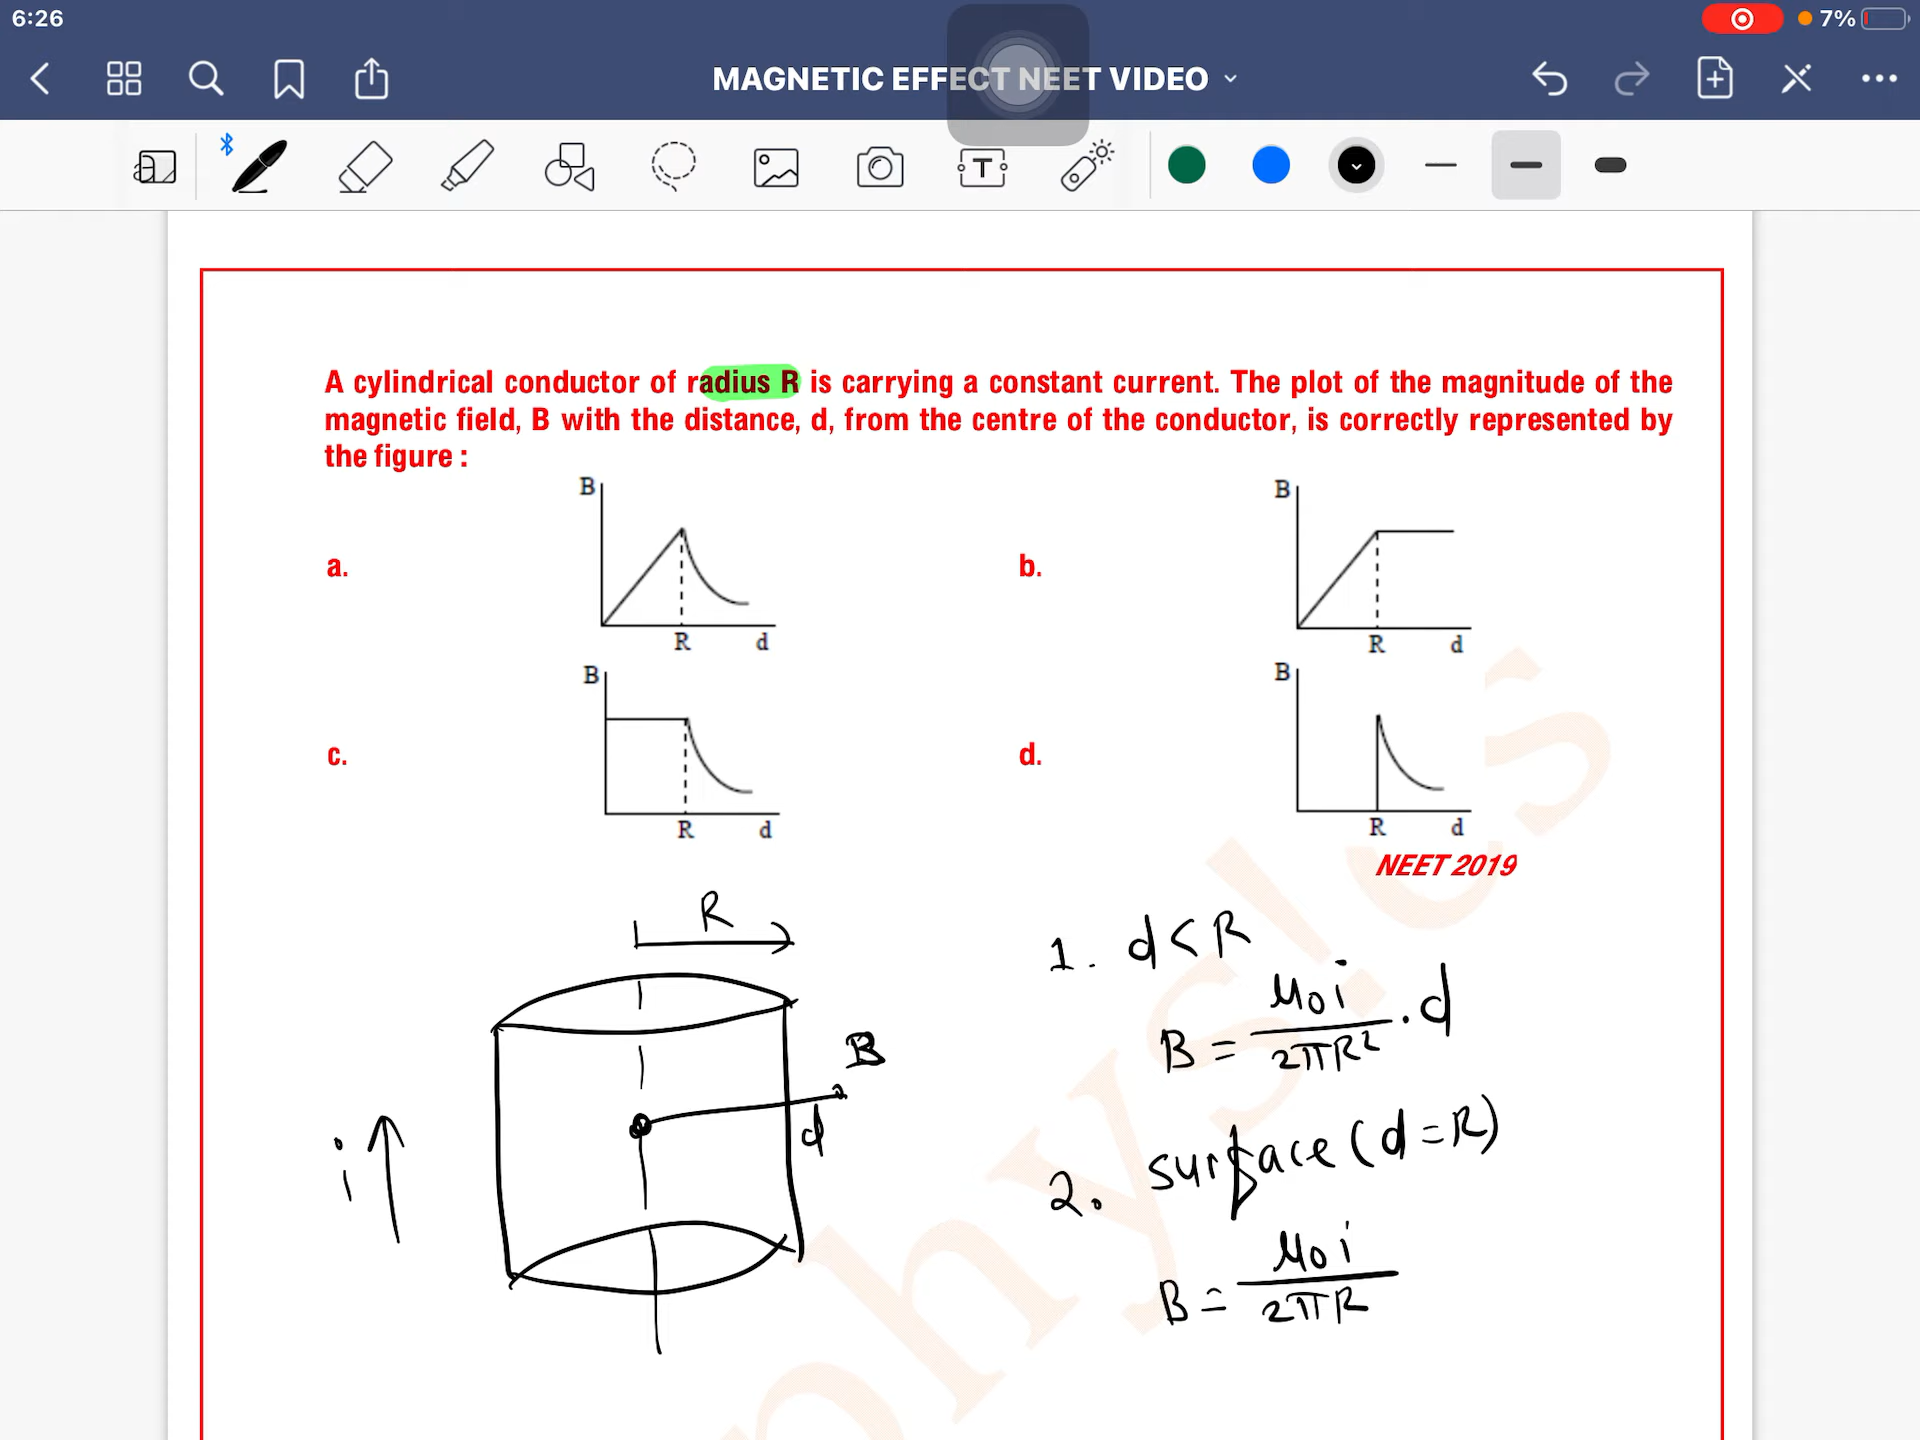 6:26
7%
MAGNETIC EFFECT NEET VIDEO
a
T
A cylindrical conductor of radius R is carrying a constant current. The plot of the magnitude of the
magnetic field, B with the distance, d, from the centre of the conductor, is correctly represented by
the figure :
a.
B
R d
b.
B
R d
c.
B
R d
d.
B
R d
NEET 2019
R
B
d
i
1. d < R
B = μ₀i / 2πR² . d
2. surface (d = R)
B = μ₀i / 2πR
phys!cs